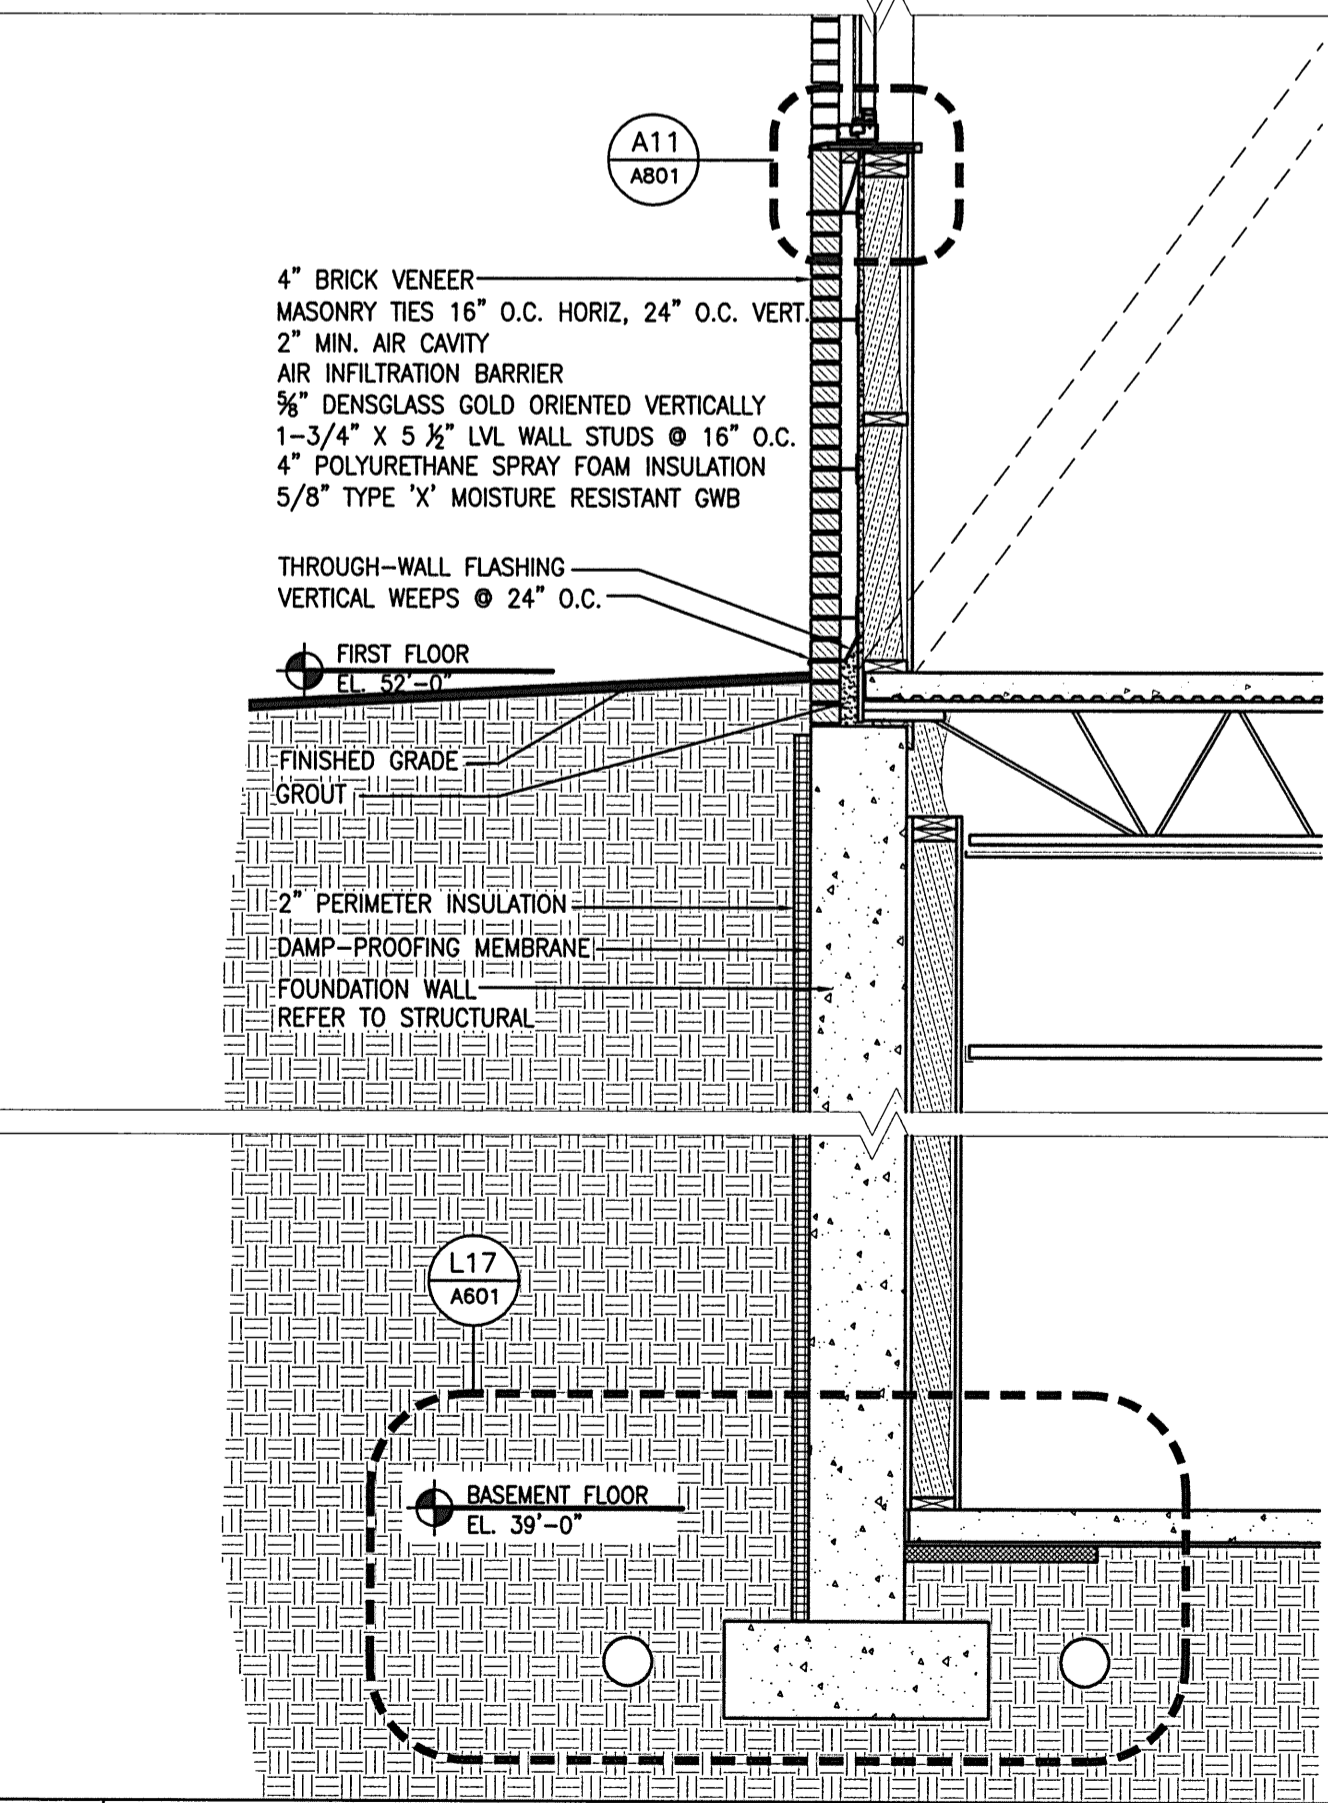 A11
A801
4” BRICK VENEER
MASONRY TIES 16” O.C. HORIZ, 24” O.C. VERT.
2” MIN. AIR CAVITY
AIR INFILTRATION BARRIER
⅝” DENSGLASS GOLD ORIENTED VERTICALLY
1-3/4” X 5 ½” LVL WALL STUDS @ 16” O.C.
4” POLYURETHANE SPRAY FOAM INSULATION
5/8” TYPE 'X' MOISTURE RESISTANT GWB
THROUGH-WALL FLASHING
VERTICAL WEEPS @ 24” O.C.
FIRST FLOOR
EL. 52'-0”
FINISHED GRADE
GROUT
2” PERIMETER INSULATION
DAMP-PROOFING MEMBRANE
FOUNDATION WALL
REFER TO STRUCTURAL
L17
A601
BASEMENT FLOOR
EL. 39'-0”